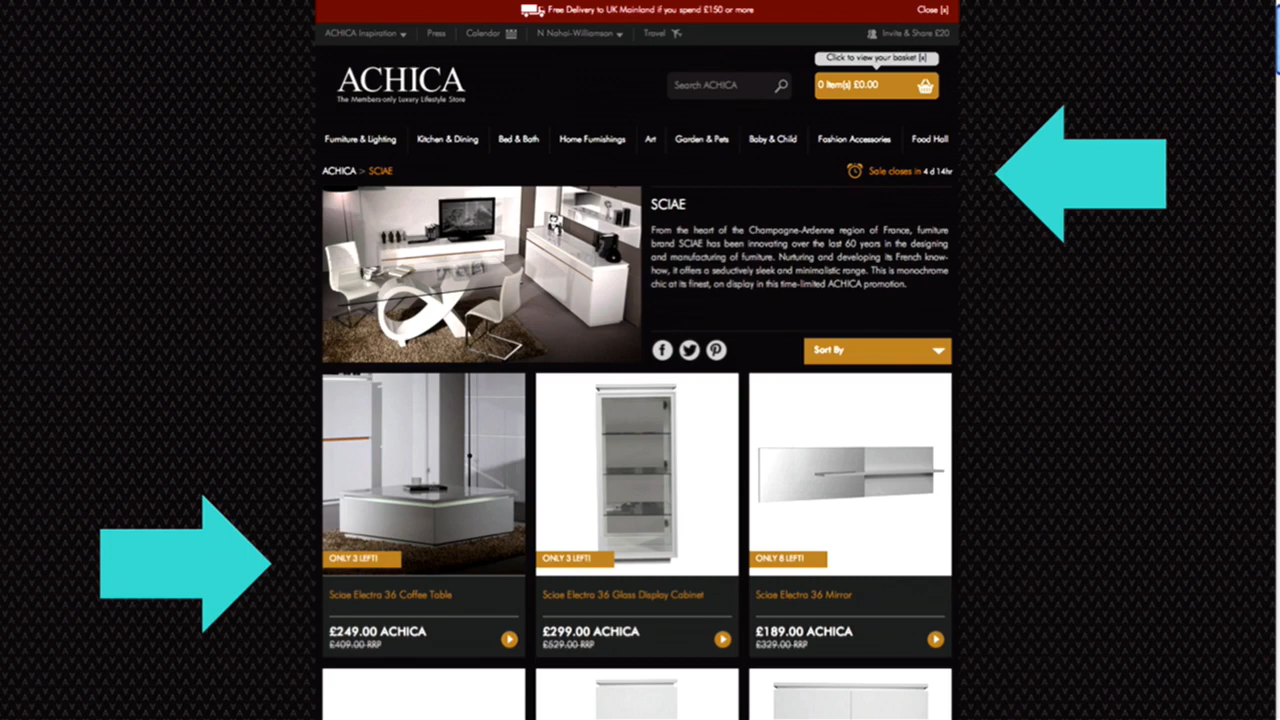 Free Delivery to UK Mainland if you spend £150 or more
Close [x]
ACHICA Inspiration
Press
Calendar
N Nahai-Williamson
Travel
Invite & Share £20
Click to view your basket [x]
ACHICA
The Members-only Luxury Lifestyle Store
Search ACHICA
0 Item(s) £0.00
Furniture & Lighting
Kitchen & Dining
Bed & Bath
Home Furnishings
Art
Garden & Pets
Baby & Child
Fashion Accessories
Food Hall
ACHICA > SCIAE
Sale closes in 4 d 14hr
SCIAE
From the heart of the Champagne-Ardenne region of France, furniture
brand SCIAE has been innovating over the last 60 years in the designing
and manufacturing of furniture. Nurturing and developing its French know-
how, it offers a seductively sleek and minimalistic range. This is monochrome
chic at its finest, on display in this time-limited ACHICA promotion.
Sort By
ONLY 3 LEFT!
ONLY 3 LEFT!
ONLY 8 LEFT!
Sciae Electra 36 Coffee Table
Sciae Electra 36 Glass Display Cabinet
Sciae Electra 36 Mirror
£249.00 ACHICA
£409.00 RRP
£299.00 ACHICA
£529.00 RRP
£189.00 ACHICA
£329.00 RRP